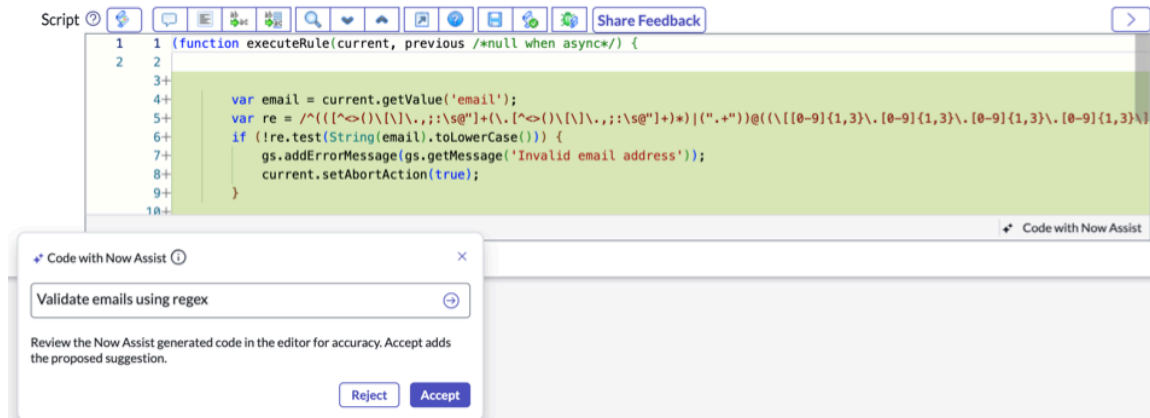 Script
Share Feedback
1 1 (function executeRule(current, previous /*null when async*/) {
2 2
3+
4+ var email = current.getValue('email');
5+ var re = /^(([^<>()\[\]\.,;:\s@"]+(\.[^<>()\[\]\.,;:\s@"]+)*)|(".+"))@((\[[0-9]{1,3}\.[0-9]{1,3}\.[0-9]{1,3}\.[0-9]{1,3}\]
6+ if (!re.test(String(email).toLowerCase())) {
7+ gs.addErrorMessage(gs.getMessage('Invalid email address'));
8+ current.setAbortAction(true);
9+ }
10+
Code with Now Assist
Code with Now Assist
Validate emails using regex
Review the Now Assist generated code in the editor for accuracy. Accept adds
the proposed suggestion.
Reject Accept